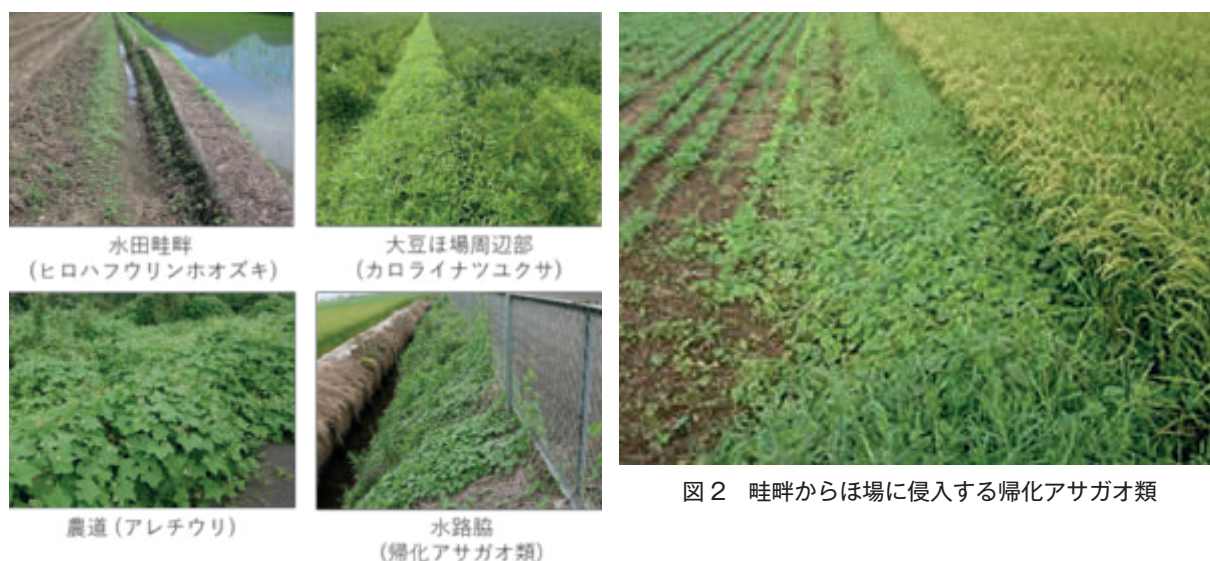 水田畦畔
(ヒロハフウリンホオズキ)
大豆ほ場周辺部
(カロライナツユクサ)
農道(アレチウリ)
水路脇
(帰化アサガオ類)
図2 畦畔からほ場に侵入する帰化アサガオ類